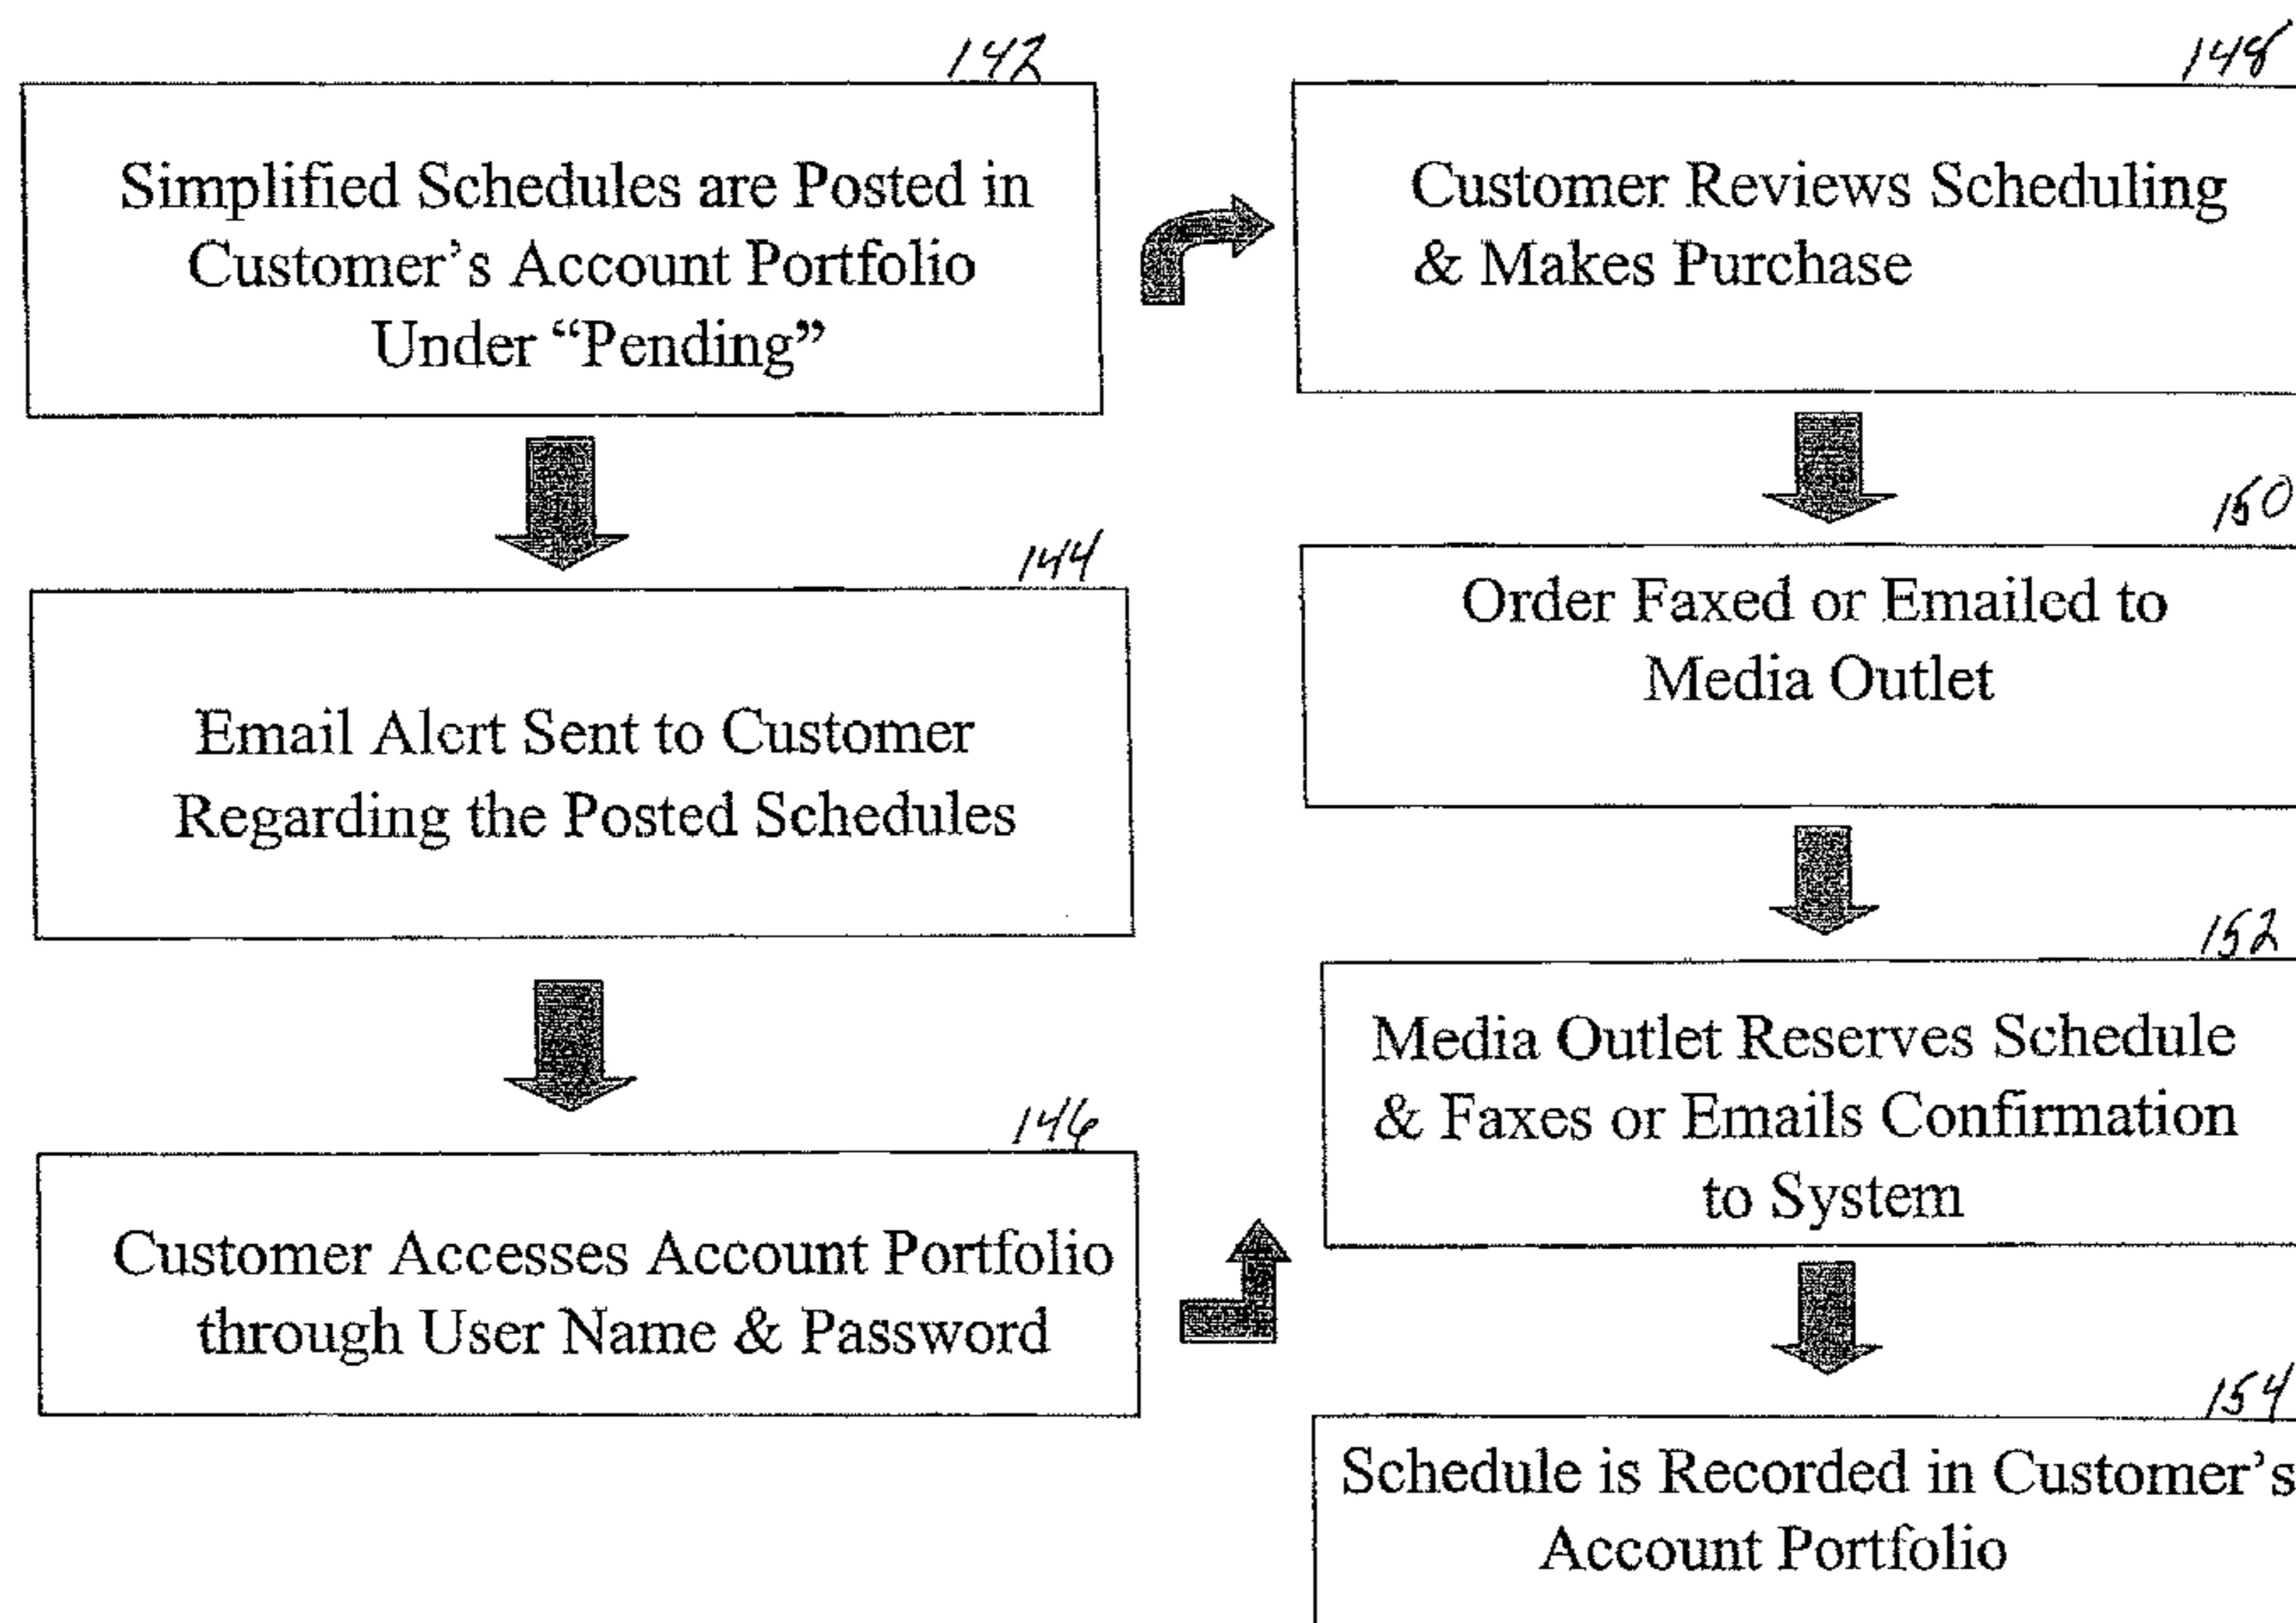 142
Simplified Schedules are Posted in
Customer's Account Portfolio
Under “Pending”
144
Email Alert Sent to Customer
Regarding the Posted Schedules
146
Customer Accesses Account Portfolio
through User Name & Password
148
Customer Reviews Scheduling
& Makes Purchase
150
Order Faxed or Emailed to
Media Outlet
152
Media Outlet Reserves Schedule
& Faxes or Emails Confirmation
to System
154
Schedule is Recorded in Customer's
Account Portfolio